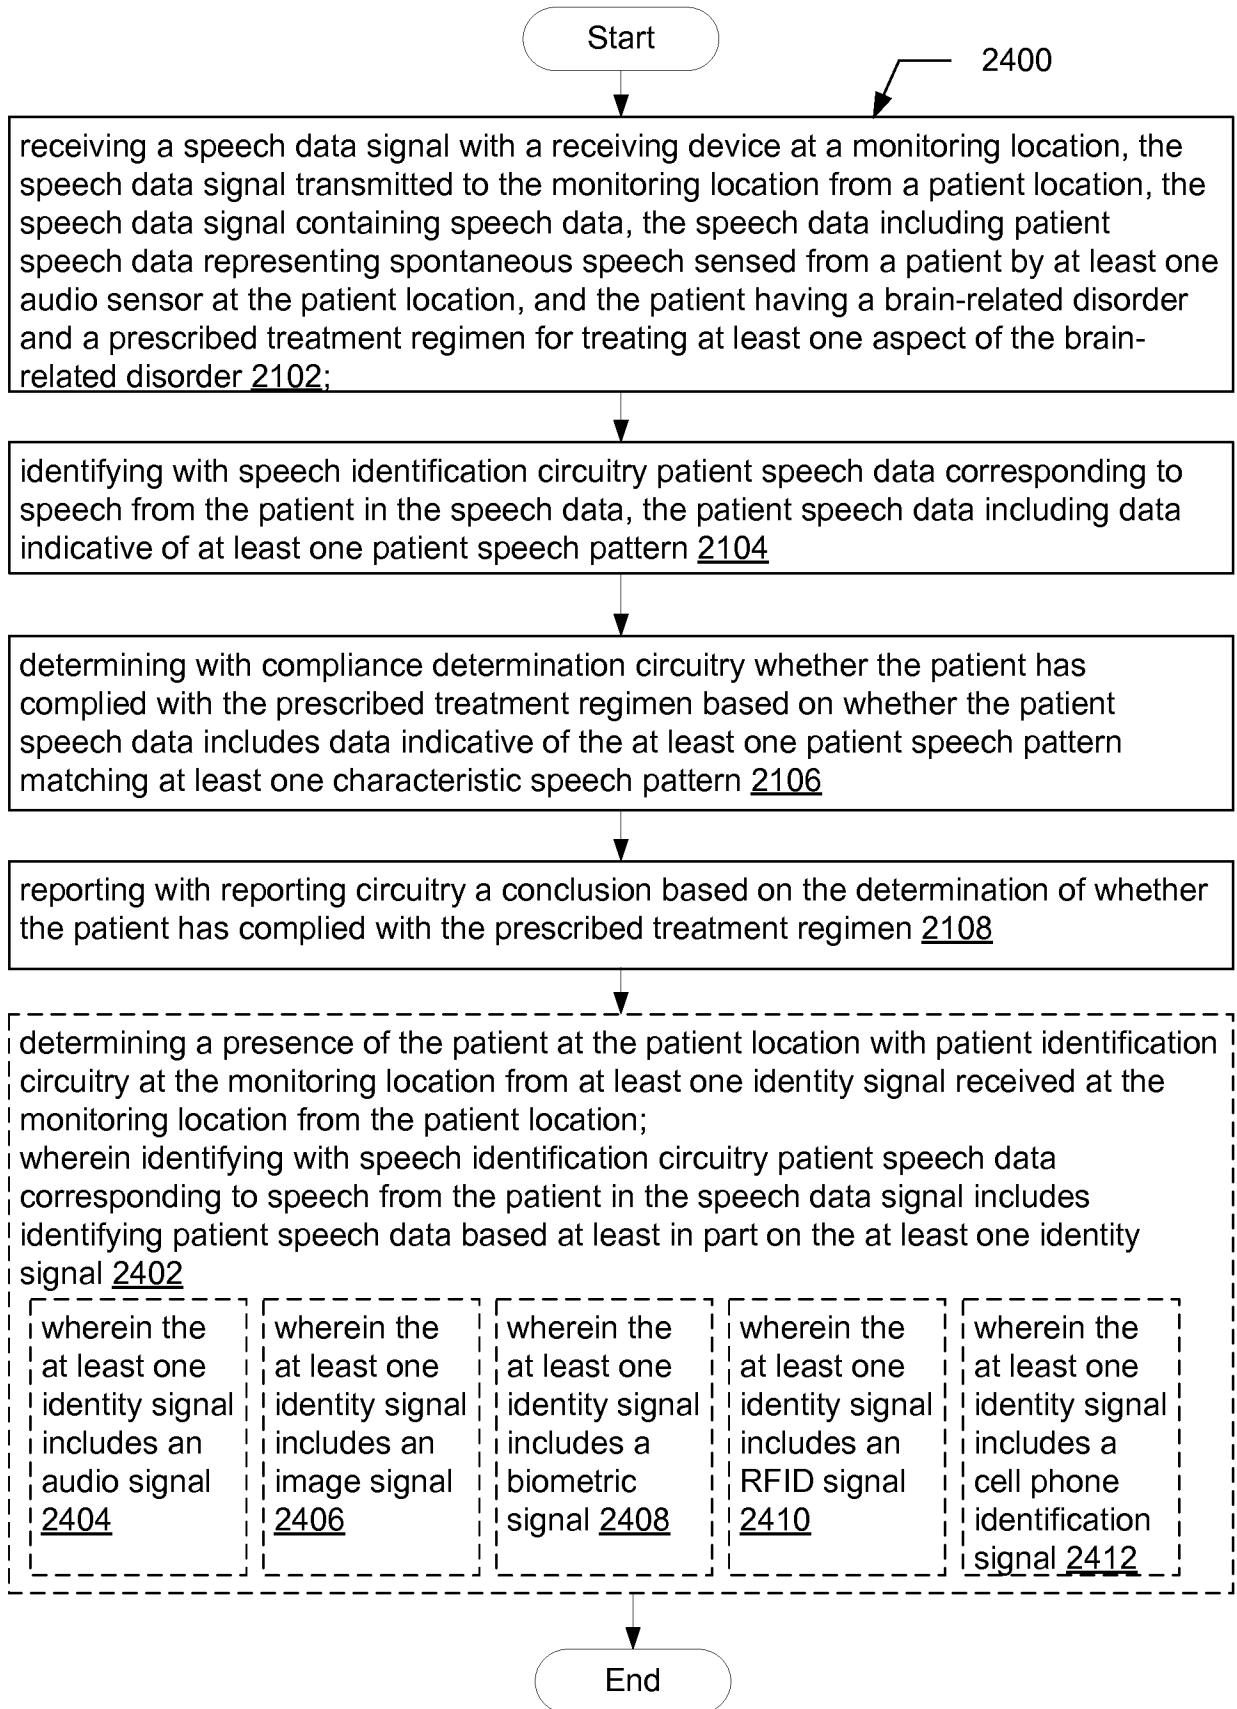 Start
2400
receiving a speech data signal with a receiving device at a monitoring location, the
speech data signal transmitted to the monitoring location from a patient location, the
speech data signal containing speech data, the speech data including patient
speech data representing spontaneous speech sensed from a patient by at least one
audio sensor at the patient location, and the patient having a brain-related disorder
and a prescribed treatment regimen for treating at least one aspect of the brain-
related disorder 2102;
identifying with speech identification circuitry patient speech data corresponding to
speech from the patient in the speech data, the patient speech data including data
indicative of at least one patient speech pattern 2104
determining with compliance determination circuitry whether the patient has
complied with the prescribed treatment regimen based on whether the patient
speech data includes data indicative of the at least one patient speech pattern
matching at least one characteristic speech pattern 2106
reporting with reporting circuitry a conclusion based on the determination of whether
the patient has complied with the prescribed treatment regimen 2108
determining a presence of the patient at the patient location with patient identification
circuitry at the monitoring location from at least one identity signal received at the
monitoring location from the patient location;
wherein identifying with speech identification circuitry patient speech data
corresponding to speech from the patient in the speech data signal includes
identifying patient speech data based at least in part on the at least one identity
signal 2402
wherein the
at least one
identity signal
includes an
audio signal
2404
wherein the
at least one
identity signal
includes an
image signal
2406
wherein the
at least one
identity signal
includes a
biometric
signal 2408
wherein the
at least one
identity signal
includes an
RFID signal
2410
wherein the
at least one
identity signal
includes a
cell phone
identification
signal 2412
End